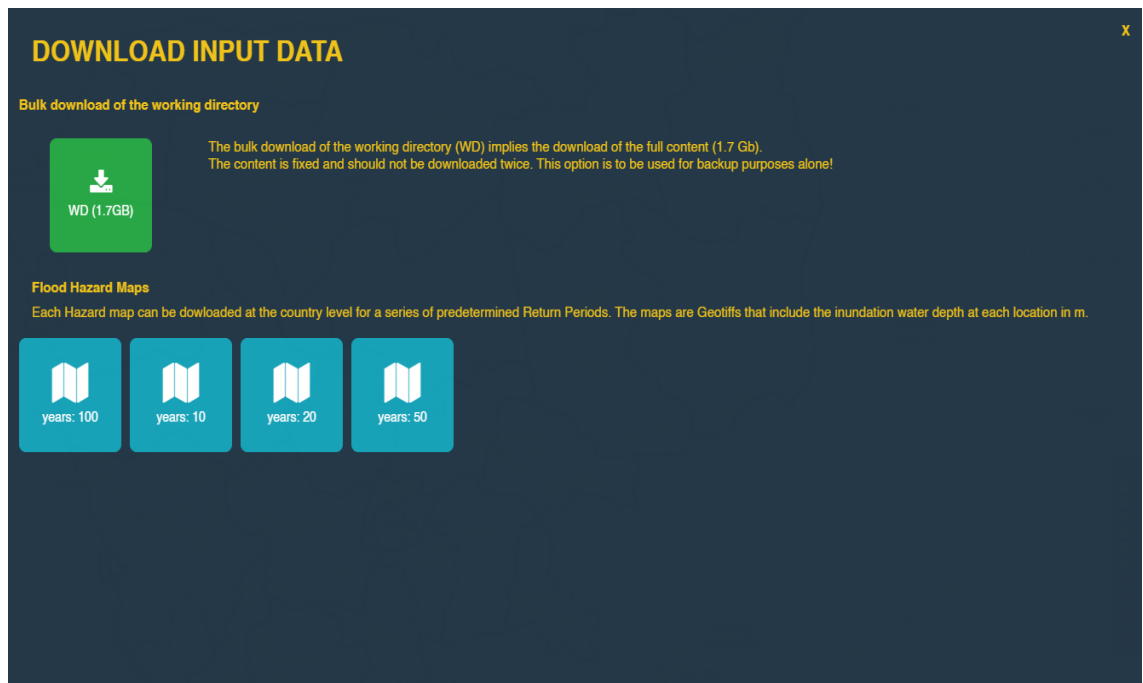 X
DOWNLOAD INPUT DATA
Bulk download of the working directory
The bulk download of the working directory (WD) implies the download of the full content (1.7 Gb).
The content is fixed and should not be downloaded twice. This option is to be used for backup purposes alone!
WD (1.7GB)
Flood Hazard Maps
Each Hazard map can be dowloaded at the country level for a series of predetermined Return Periods. The maps are Geotiffs that include the inundation water depth at each location in m.
years: 100
years: 10
years: 20
years: 50